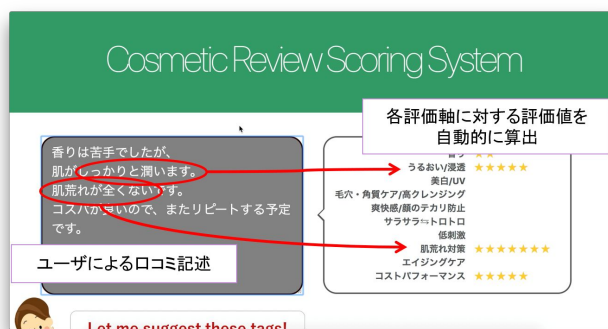 Cosmetic Review Scoring System
各評価軸に対する評価値を
自動的に算出
香りは苦手でしたが、
肌がしっかりと潤います。
肌荒れが全くないです。
コスパが良いので、またリピートする予定
です。
ユーザによる口コミ記述
香り ★★
うるおい/浸透 ★★★★★
美白/UV
毛穴・角質ケア/高クレンジング
爽快感/顔のテカリ防止
サラサラ⇆トロトロ
低刺激
肌荒れ対策 ★★★★★★★
エイジングケア
コストパフォーマンス ★★★★★
Let me suggest these tags!